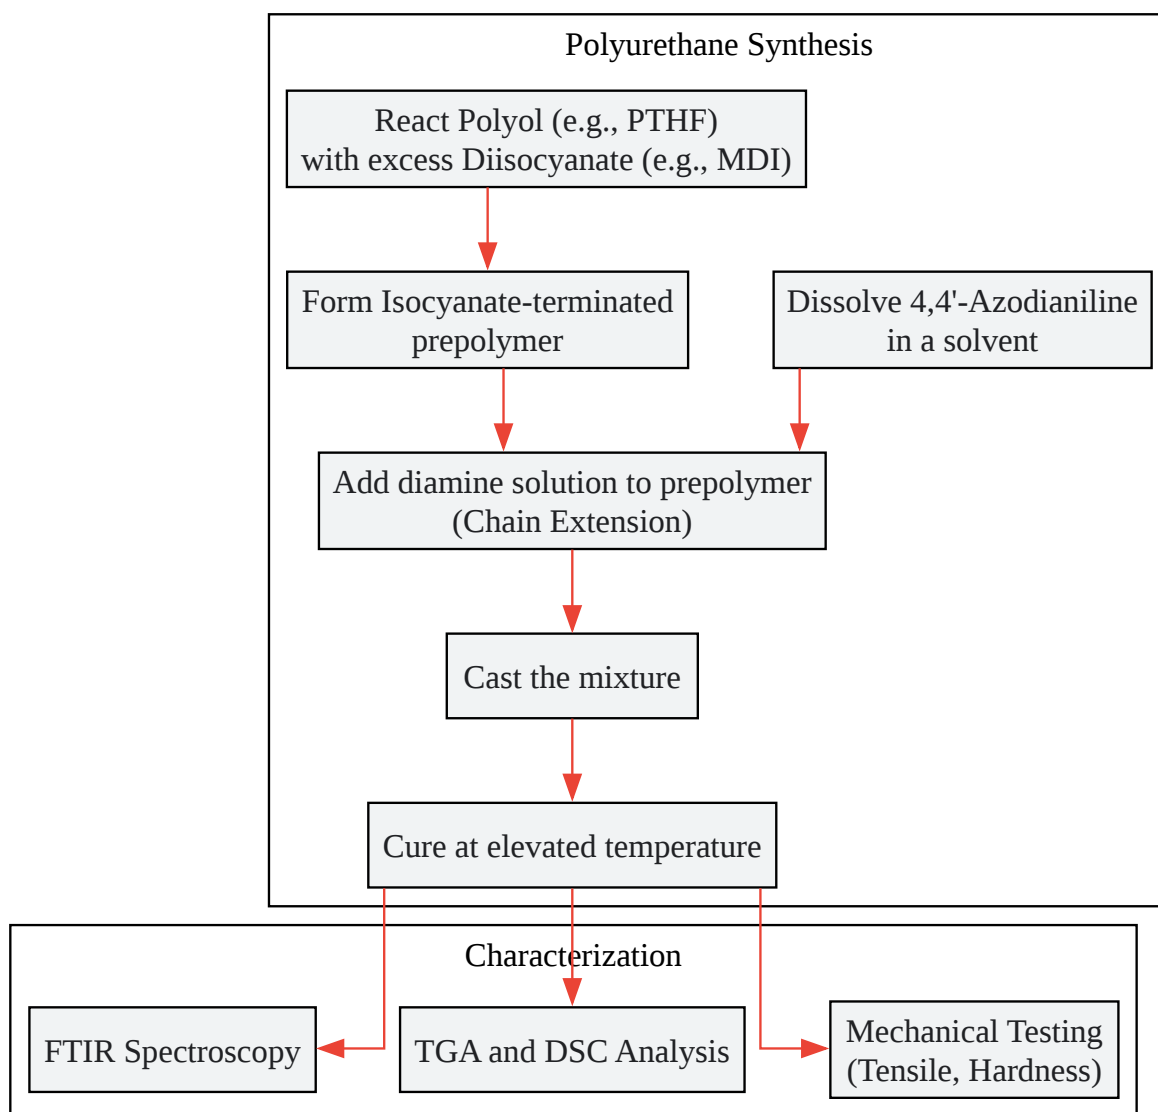 Polyurethane Synthesis
React Polyol (e.g., PTHF)
with excess Diisocyanate (e.g., MDI)
Form Isocyanate-terminated
prepolymer
Dissolve 4,4'-Azodianiline
in a solvent
Add diamine solution to prepolymer
(Chain Extension)
Cast the mixture
Cure at elevated temperature
Characterization
FTIR Spectroscopy
TGA and DSC Analysis
Mechanical Testing
(Tensile, Hardness)